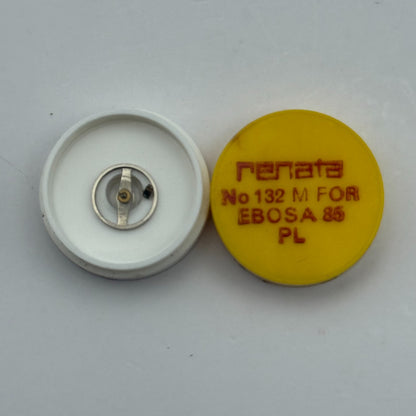 renata
No 132 M FOR
EBOSA 85
PL